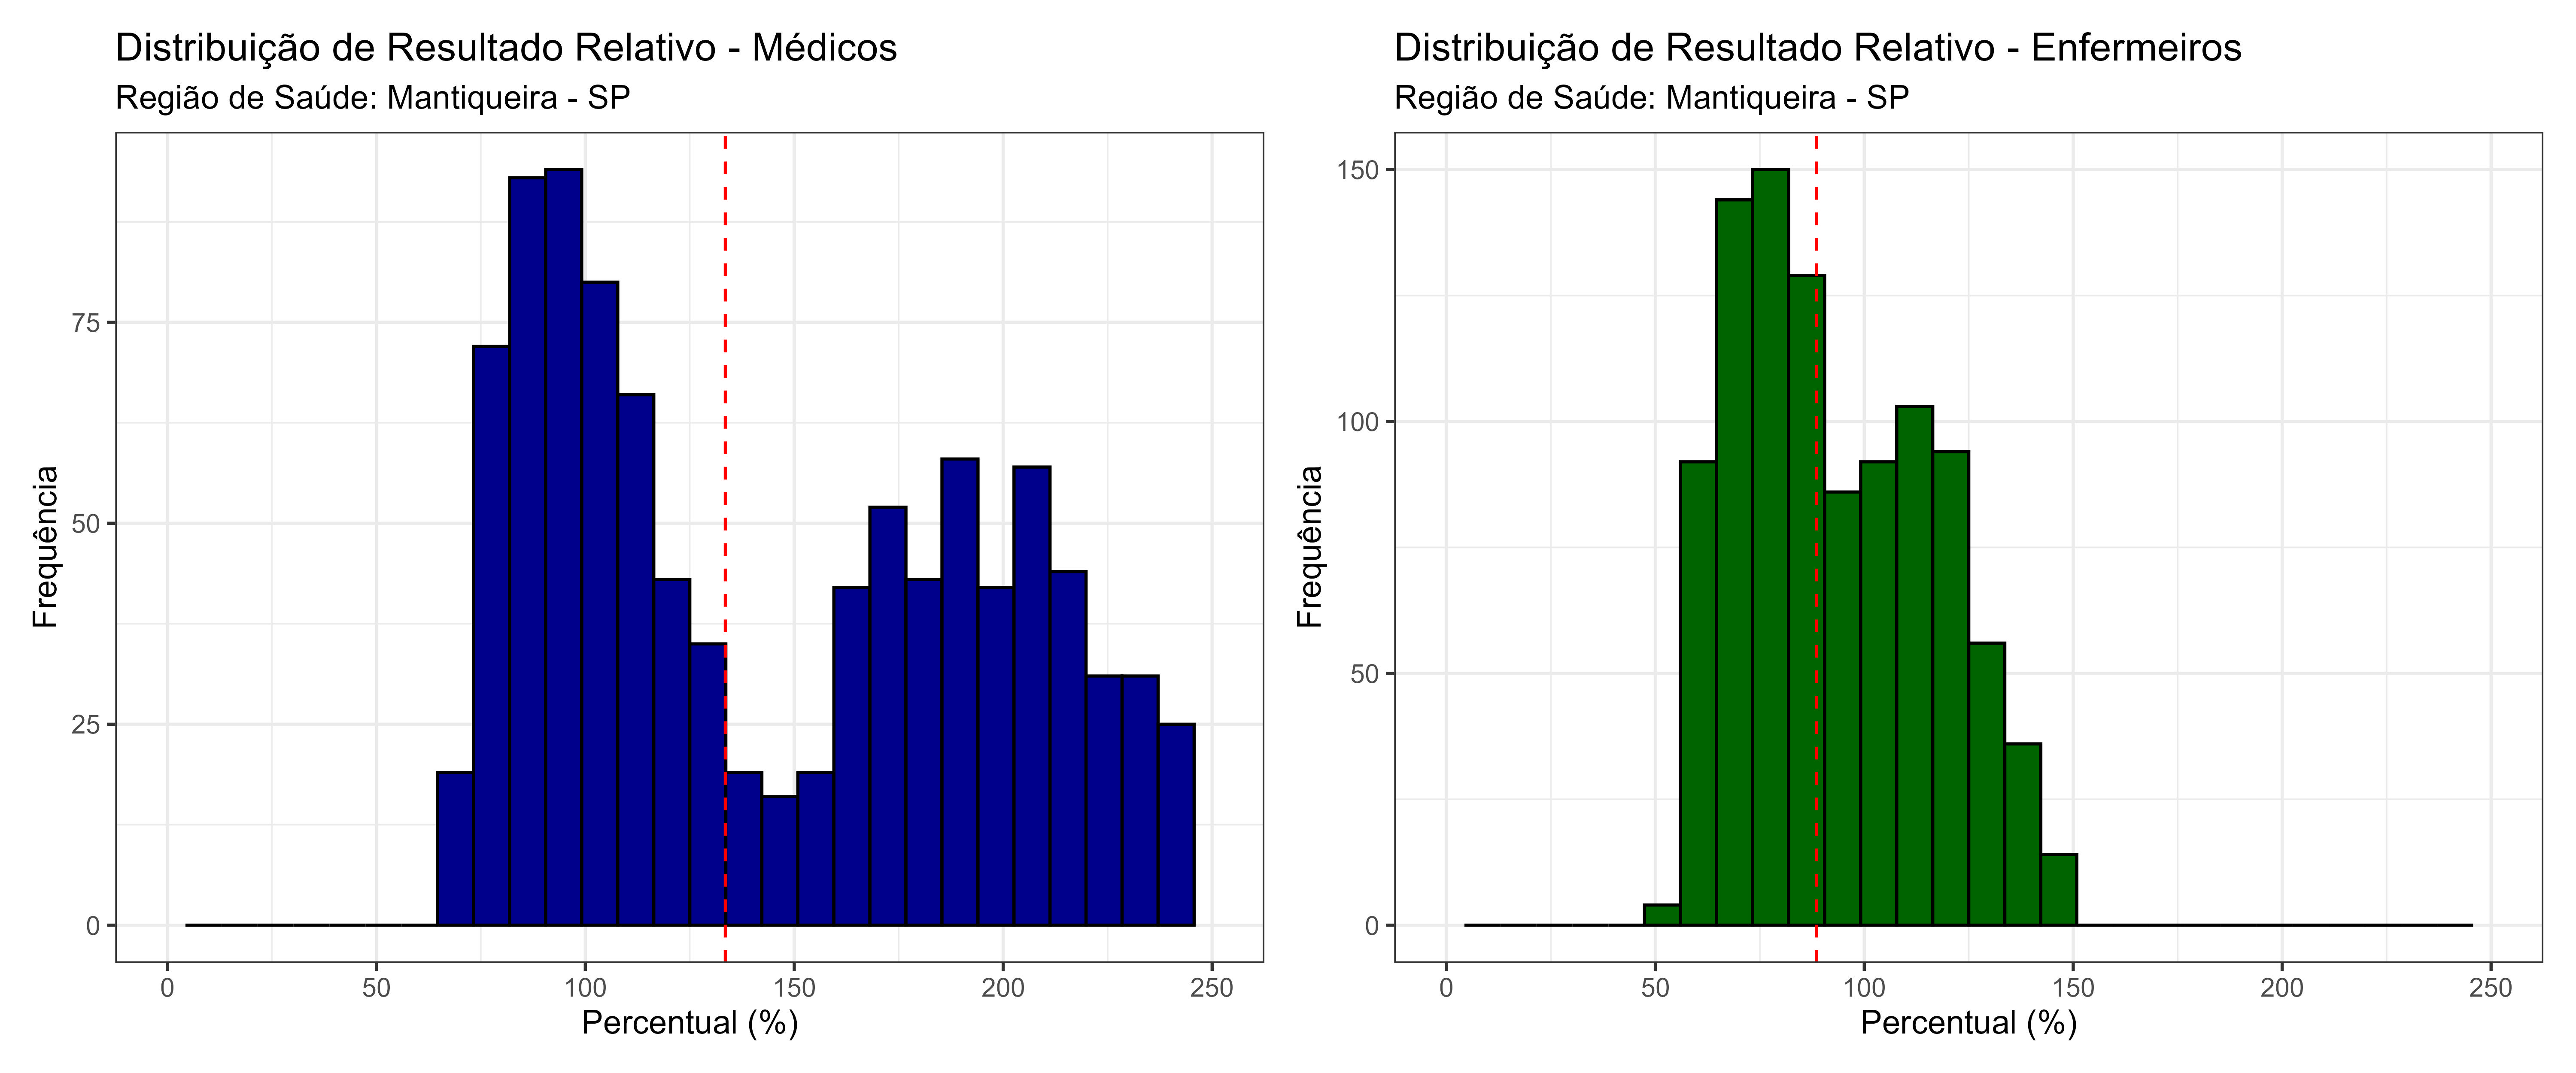 Distribuição de Resultado Relativo - Médicos
Região de Saúde: Mantiqueira - SP
Frequência
75
50
25
0
0 50 100 150 200 250
Percentual (%)
Distribuição de Resultado Relativo - Enfermeiros
Região de Saúde: Mantiqueira - SP
Frequência
150
100
50
0
0 50 100 150 200 250
Percentual (%)